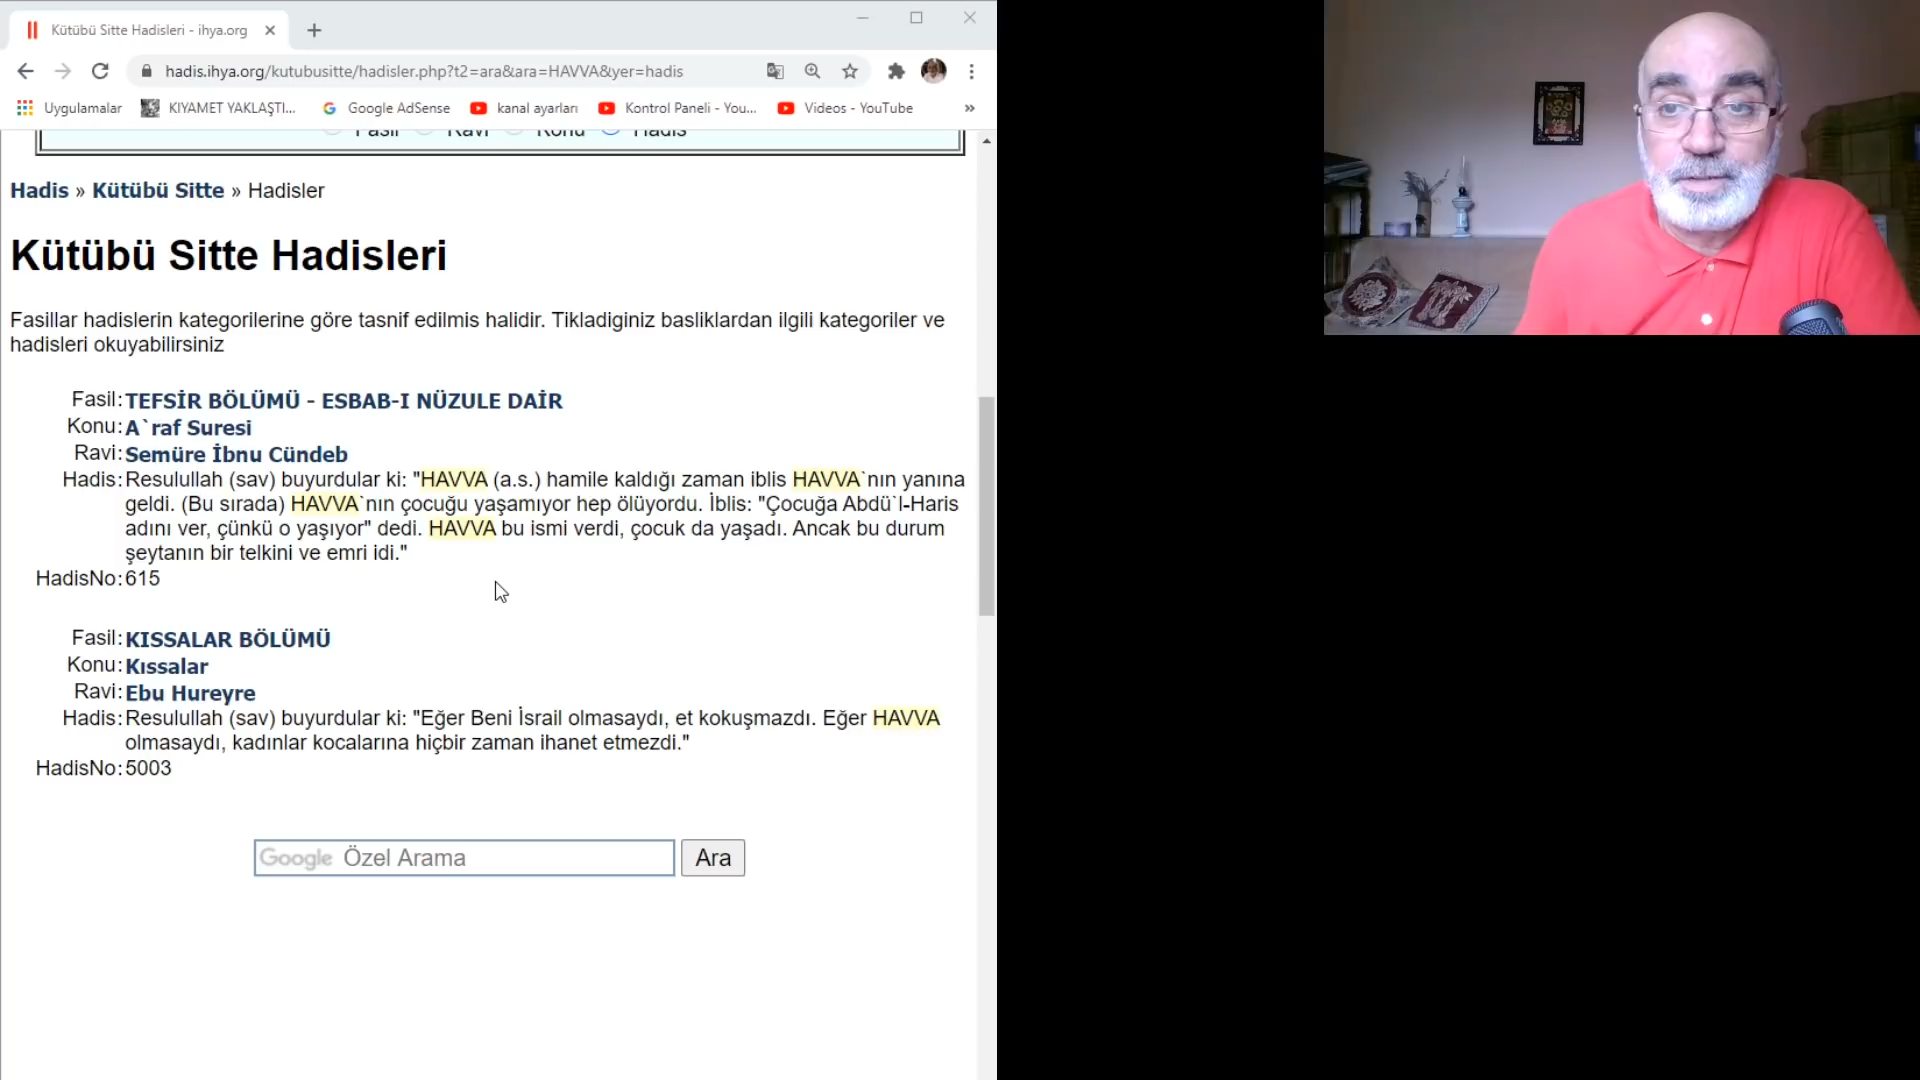 Kütübü Sitte Hadisleri - ihya.org
hadis.ihya.org/kutubusitte/hadisler.php?t2=ara&ara=HAVVA&yer=hadis
Uygulamalar
KIYAMET YAKLAŞTI...
Google AdSense
kanal ayarları
Kontrol Paneli - You...
Videos - YouTube
»
Fasil Ravi Konu Hadis
Hadis » Kütübü Sitte » Hadisler
Kütübü Sitte Hadisleri
Fasillar hadislerin kategorilerine göre tasnif edilmis halidir. Tikladiginiz basliklardan ilgili kategoriler ve
hadisleri okuyabilirsiniz
Fasil: TEFSİR BÖLÜMÜ - ESBAB-I NÜZULE DAİR
Konu: A`raf Suresi
Ravi: Semüre İbnu Cündeb
Hadis: Resulullah (sav) buyurdular ki: "HAVVA (a.s.) hamile kaldığı zaman iblis HAVVA`nın yanına
geldi. (Bu sırada) HAVVA`nın çocuğu yaşamıyor hep ölüyordu. İblis: "Çocuğa Abdü`l-Haris
adını ver, çünkü o yaşıyor" dedi. HAVVA bu ismi verdi, çocuk da yaşadı. Ancak bu durum
şeytanın bir telkini ve emri idi."
HadisNo: 615
Fasil: KISSALAR BÖLÜMÜ
Konu: Kıssalar
Ravi: Ebu Hureyre
Hadis: Resulullah (sav) buyurdular ki: "Eğer Beni İsrail olmasaydı, et kokuşmazdı. Eğer HAVVA
olmasaydı, kadınlar kocalarına hiçbir zaman ihanet etmezdi."
HadisNo: 5003
Google Özel Arama
Ara